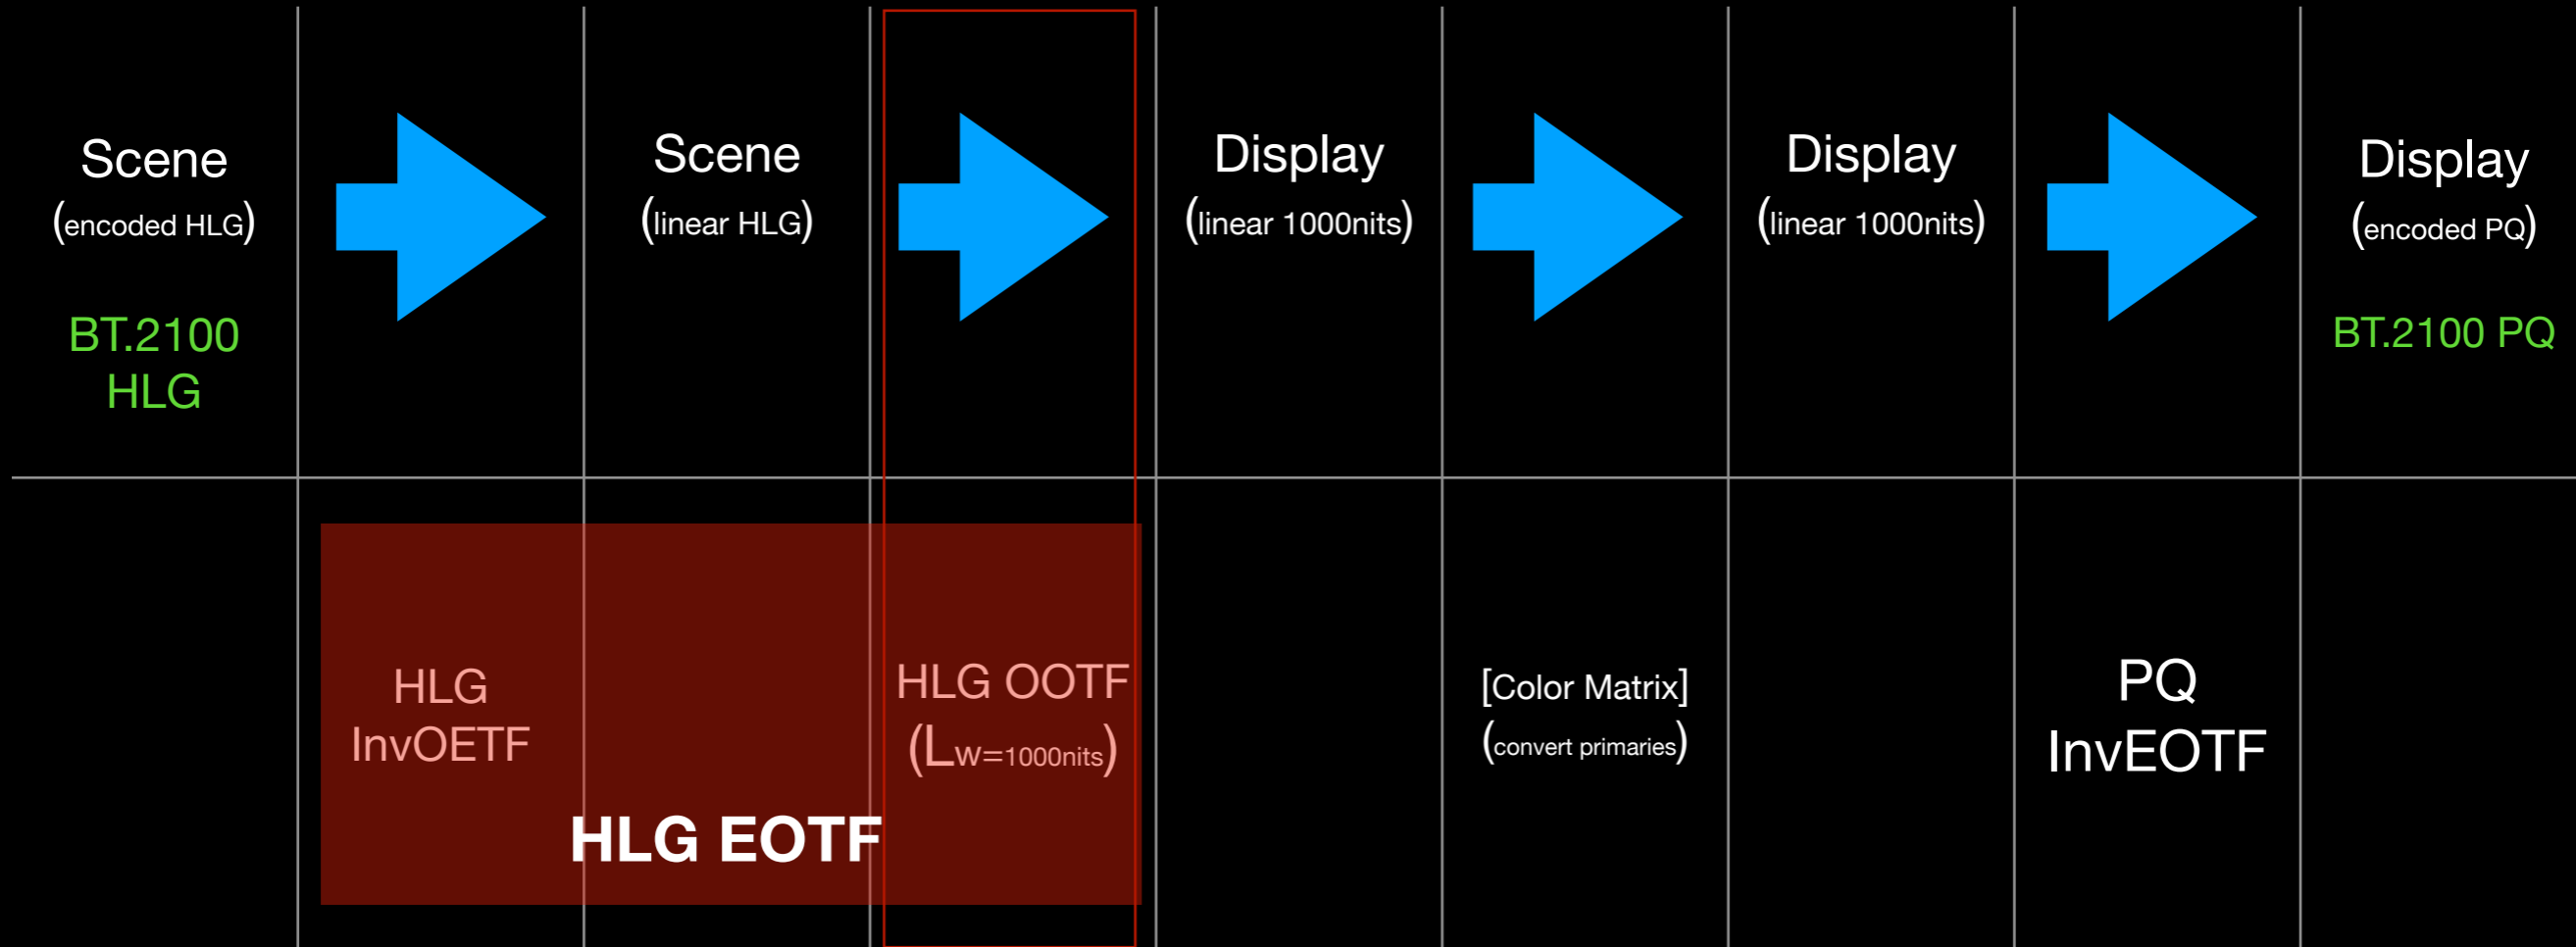 Scene
(encoded HLG)
BT.2100
HLG
Scene
(linear HLG)
Display
(linear 1000nits)
Display
(linear 1000nits)
Display
(encoded PQ)
BT.2100 PQ
HLG
InvOETF
HLG OOTF
(Lw=1000nits)
HLG EOTF
[Color Matrix]
(convert primaries)
PQ
InvEOTF